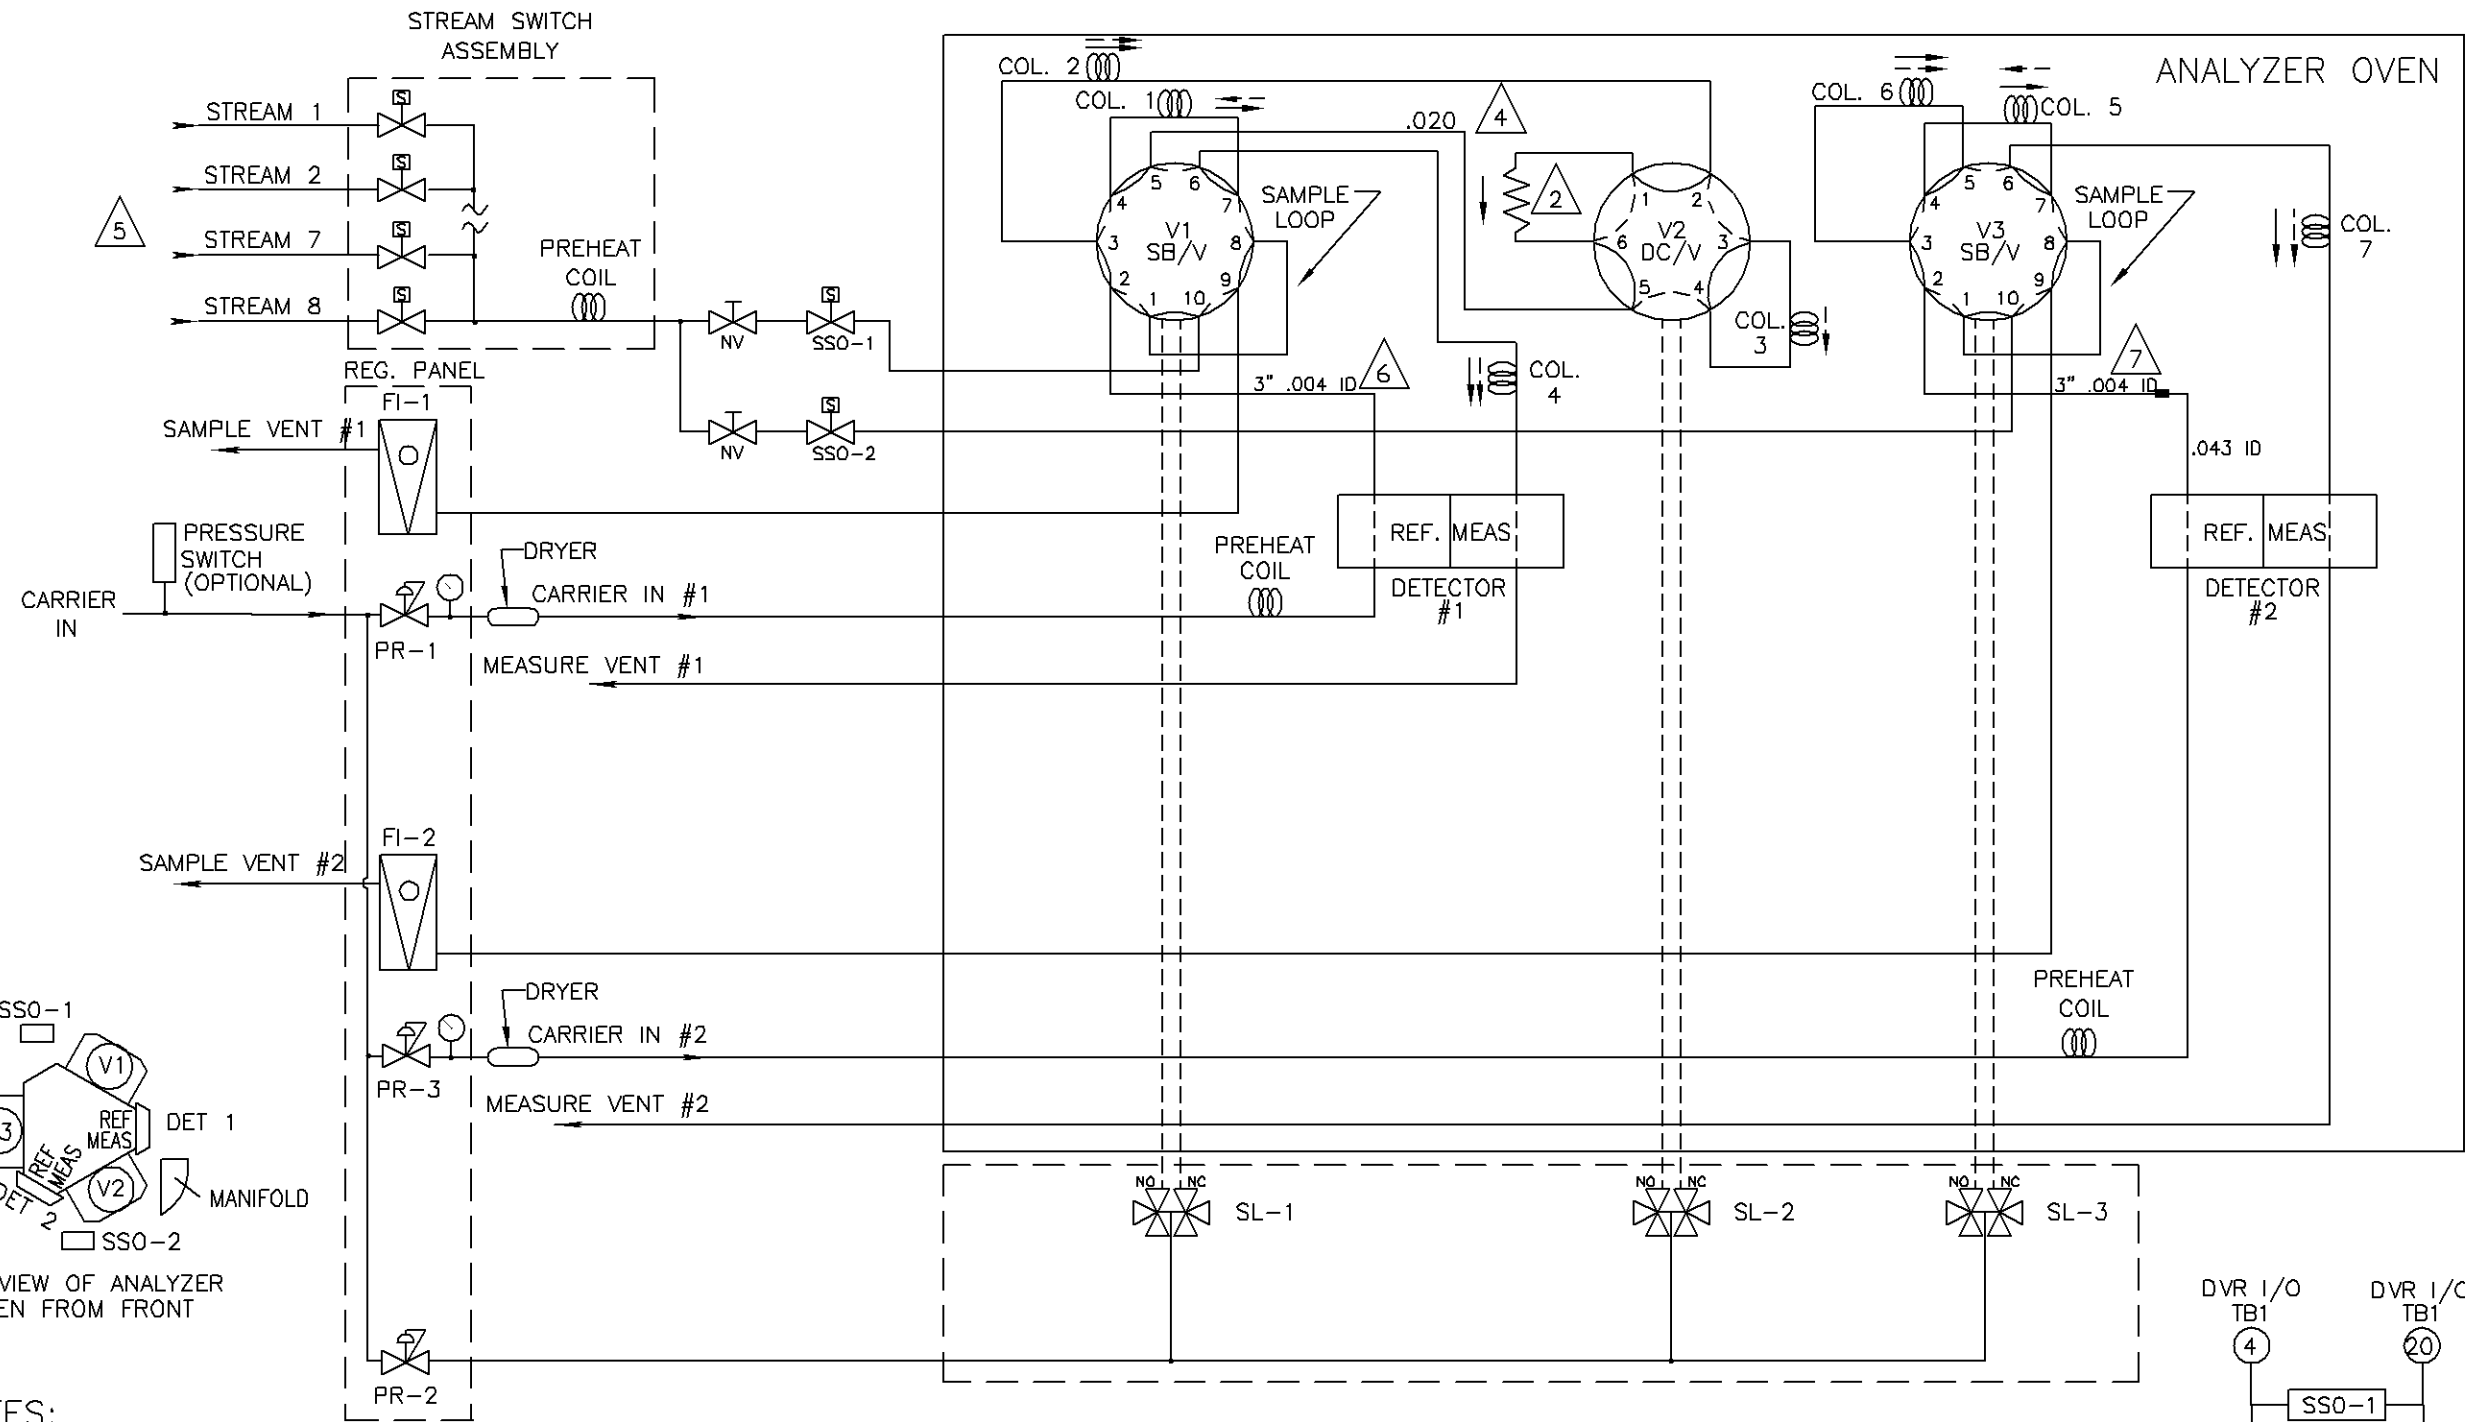 STREAM SWITCH
ASSEMBLY
STREAM 1
S
STREAM 2
S
STREAM 7
S
STREAM 8
S
5
PREHEAT
COIL
NV
S
SSO-1
NV
S
SSO-2
REG. PANEL
FI-1
SAMPLE VENT #1
PRESSURE
SWITCH
(OPTIONAL)
CARRIER
IN
PR-1
DRYER
CARRIER IN #1
MEASURE VENT #1
FI-2
SAMPLE VENT #2
DRYER
CARRIER IN #2
PR-3
MEASURE VENT #2
PR-2
ANALYZER OVEN
COL. 2
COL. 1
.020
4
5 6
4 7
3 V1 8
SB/V
2 9
1 10
SAMPLE
LOOP
2
1 2
6 V2 3
DC/V
5 4
COL.
3
COL. 6
COL. 5
5 6
4 7
3 V3 8
SB/V
2 9
1 10
SAMPLE
LOOP
COL.
7
3" .004 ID
6
COL.
4
3" .004 ID
7
.043 ID
PREHEAT
COIL
REF. MEAS
DETECTOR
#1
REF. MEAS
DETECTOR
#2
PREHEAT
COIL
NO NC
SL-1
NO NC
SL-2
NO NC
SL-3
SSO-1
V1
REF
MEAS
DET 1
3
REF
MEAS
DET 2
V2
MANIFOLD
SSO-2
VIEW OF ANALYZER
EN FROM FRONT
TES:
DVR I/O
TB1
4
DVR I/O
TB1
20
SSO-1